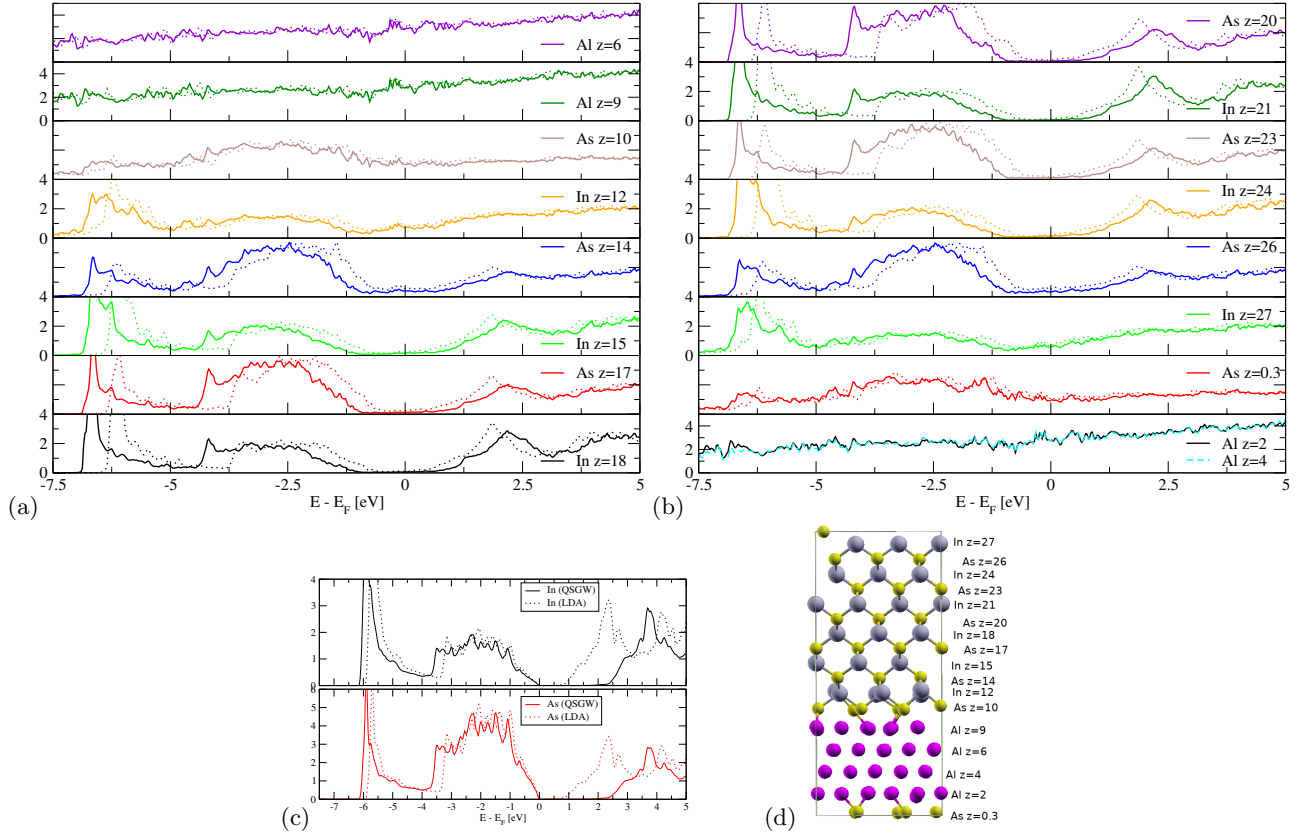 Al z=6
4
2
0
Al z=9
As z=10
4
2
0
In z=12
As z=14
4
2
0
In z=15
As z=17
4
2
0
In z=18
-7.5 -5 -2.5 0 2.5 5
E - E_F [eV]
(a)
As z=20
4
2
0
In z=21
As z=23
4
2
0
In z=24
As z=26
4
2
0
In z=27
As z=0.3
4
2
0
Al z=2
Al z=4
-7.5 -5 -2.5 0 2.5 5
E - E_F [eV]
(b)
4
3
2
1
0
In (QSGW)
In (LDA)
6
5
4
3
2
1
0
As (QSGW)
As (LDA)
-7 -6 -5 -4 -3 -2 -1 0 1 2 3 4 5
E - E_F [eV]
(c)
In z=27
As z=26
In z=24
As z=23
In z=21
As z=20
In z=18
As z=17
In z=15
As z=14
In z=12
As z=10
Al z=9
Al z=6
Al z=4
Al z=2
As z=0.3
(d)